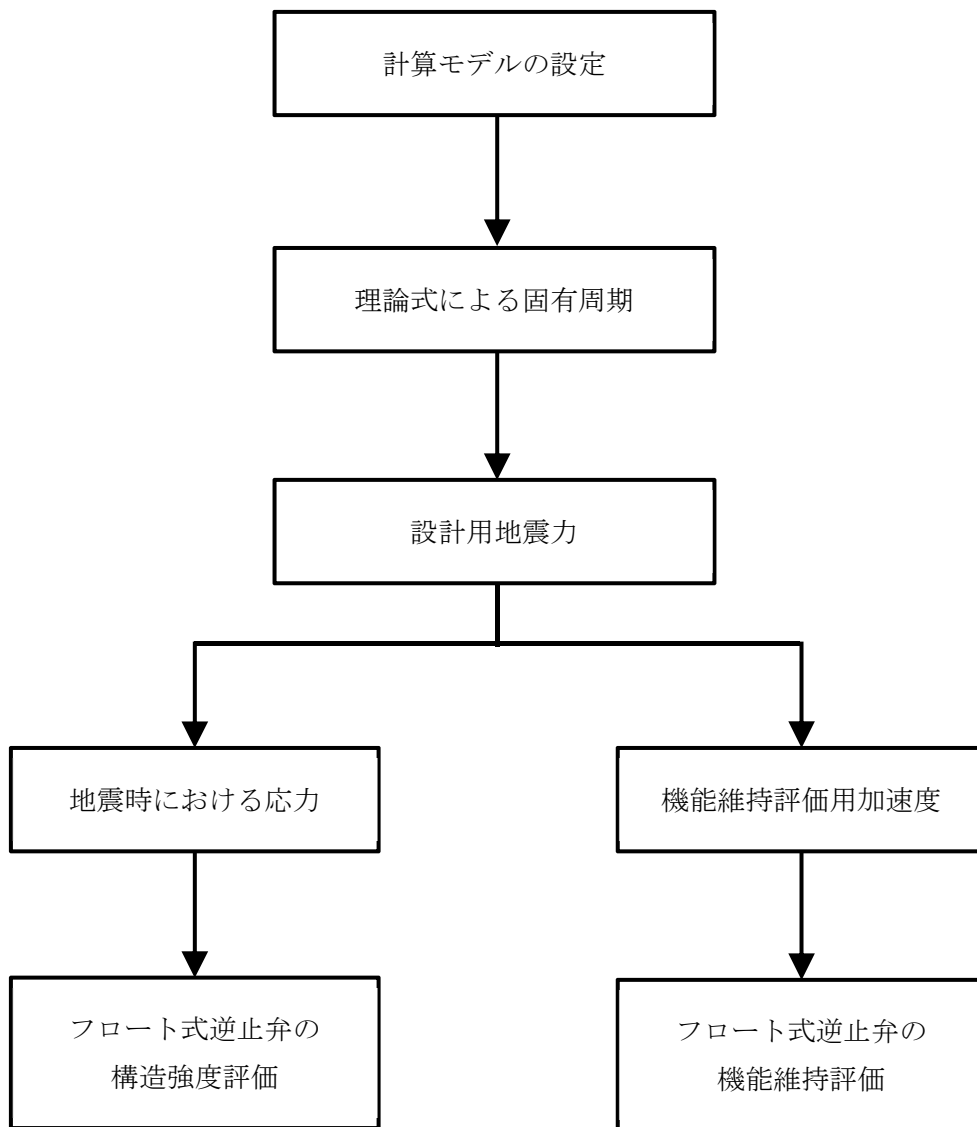 計算モデルの設定
理論式による固有周期
設計用地震力
地震時における応力
機能維持評価用加速度
フロート式逆止弁の
構造強度評価
フロート式逆止弁の
機能維持評価